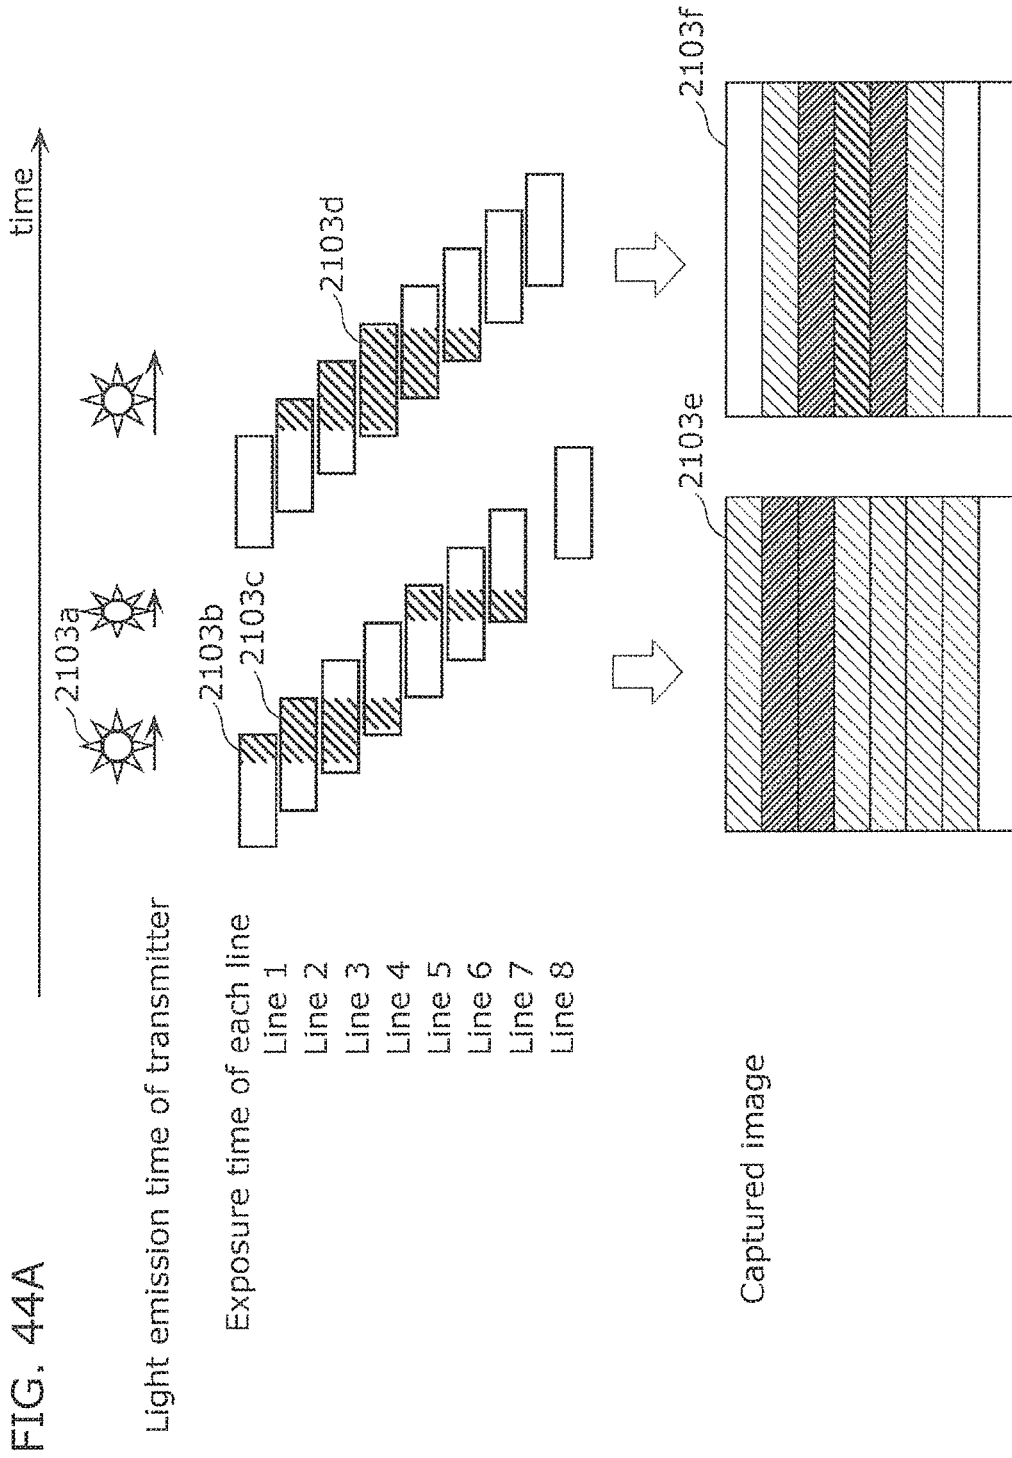 FIG. 44A
time
2103a
Light emission time of transmitter
2103b
2103c
2103d
Exposure time of each line
Line 1
Line 2
Line 3
Line 4
Line 5
Line 6
Line 7
Line 8
2103e
2103f
Captured image